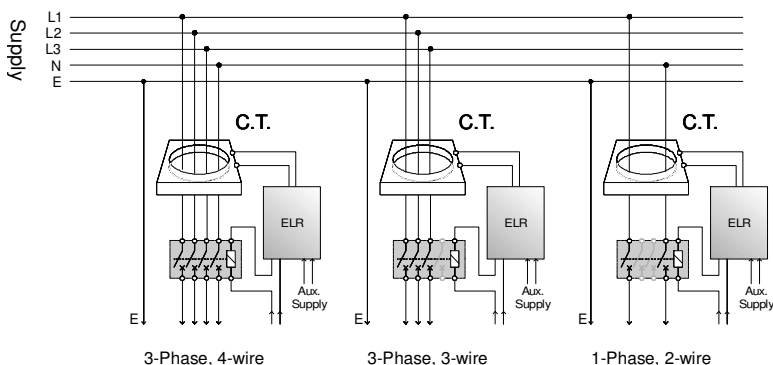 Supply
L1
L2
L3
N
E
C.T.
C.T.
C.T.
ELR
ELR
ELR
Aux.
Supply
Aux.
Supply
Aux.
Supply
E
E
E
3-Phase, 4-wire
3-Phase, 3-wire
1-Phase, 2-wire